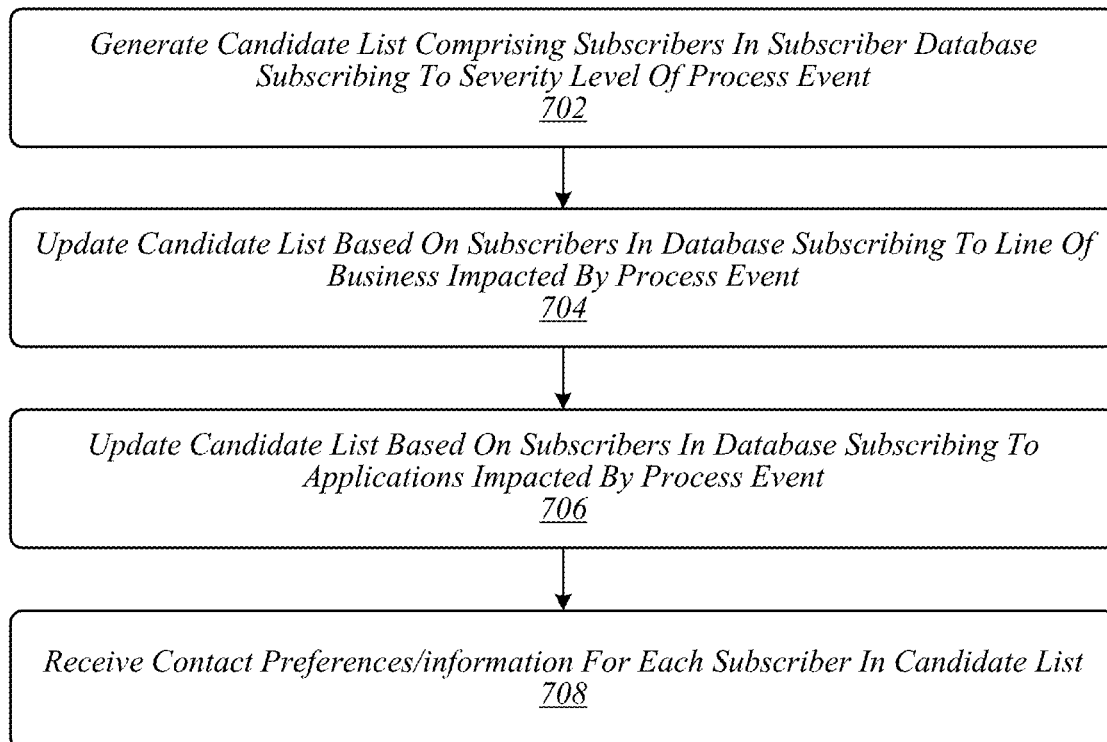 Generate Candidate List Comprising Subscribers In Subscriber Database
Subscribing To Severity Level Of Process Event
702
Update Candidate List Based On Subscribers In Database Subscribing To Line Of
Business Impacted By Process Event
704
Update Candidate List Based On Subscribers In Database Subscribing To
Applications Impacted By Process Event
706
Receive Contact Preferences/information For Each Subscriber In Candidate List
708